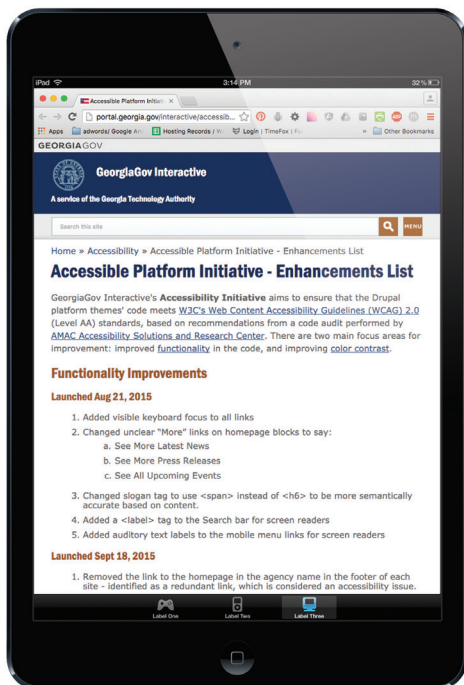 iPad 3:14 PM 32%
Accessible Platform Initiati
portal.georgia.gov/interactive/accessib...
Apps adwords/ Google An Hosting Records / W Login | TimeFox | » Other Bookmarks
GEORGIAGOV
GeorgiaGov Interactive
A service of the Georgia Technology Authority
Search this site MENU
Home » Accessibility » Accessible Platform Initiative - Enhancements List
Accessible Platform Initiative - Enhancements List
GeorgiaGov Interactive's Accessibility Initiative aims to ensure that the Drupal
platform themes' code meets W3C's Web Content Accessibility Guidelines (WCAG) 2.0
(Level AA) standards, based on recommendations from a code audit performed by
AMAC Accessibility Solutions and Research Center. There are two main focus areas for
improvement: improved functionality in the code, and improving color contrast.
Functionality Improvements
Launched Aug 21, 2015
1. Added visible keyboard focus to all links
2. Changed unclear “More” links on homepage blocks to say:
a. See More Latest News
b. See More Press Releases
c. See All Upcoming Events
3. Changed slogan tag to use <span> instead of <h6> to be more semantically
accurate based on content.
4. Added a <label> tag to the Search bar for screen readers
5. Added auditory text labels to the mobile menu links for screen readers
Launched Sept 18, 2015
1. Removed the link to the homepage in the agency name in the footer of each
site - identified as a redundant link, which is considered an accessibility issue.
Label One Label Two Label Three